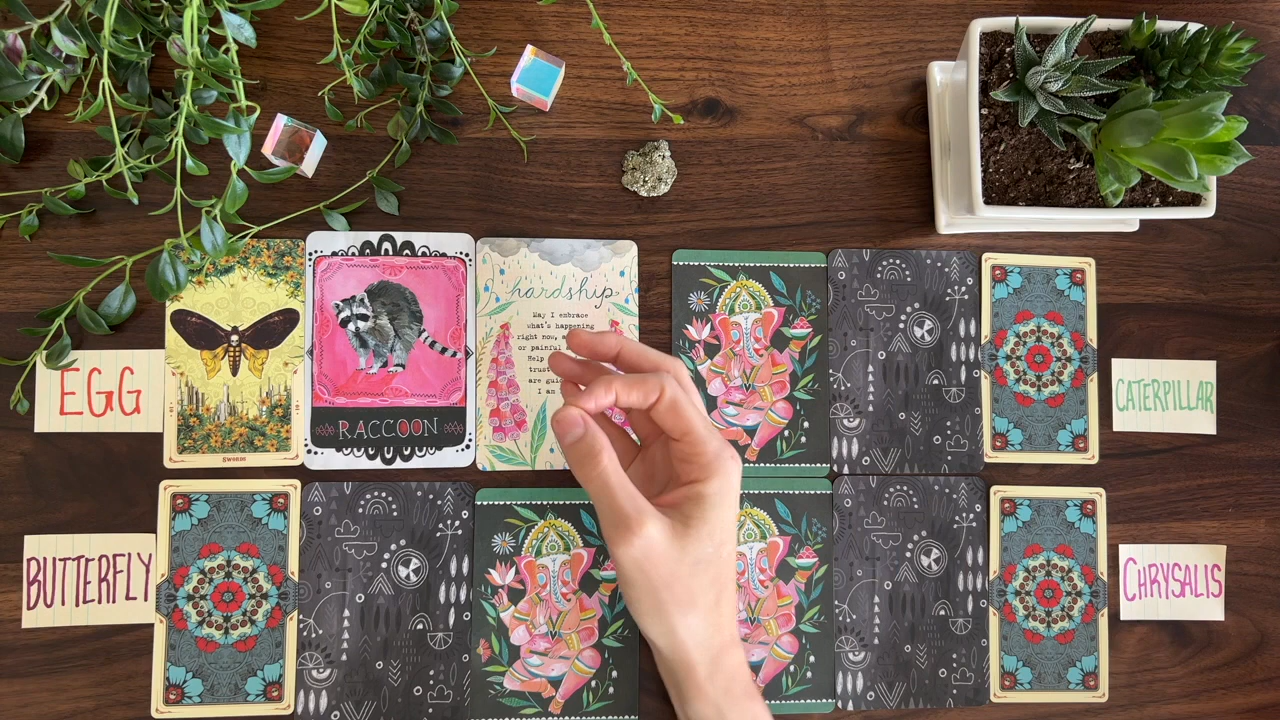 EGG
SWORDS
RACCOON
hardship
May I embrace
what's happening
right now,
or painful
Help
trust
are
I am
CATERPILLAR
BUTTERFLY
CHRYSALIS